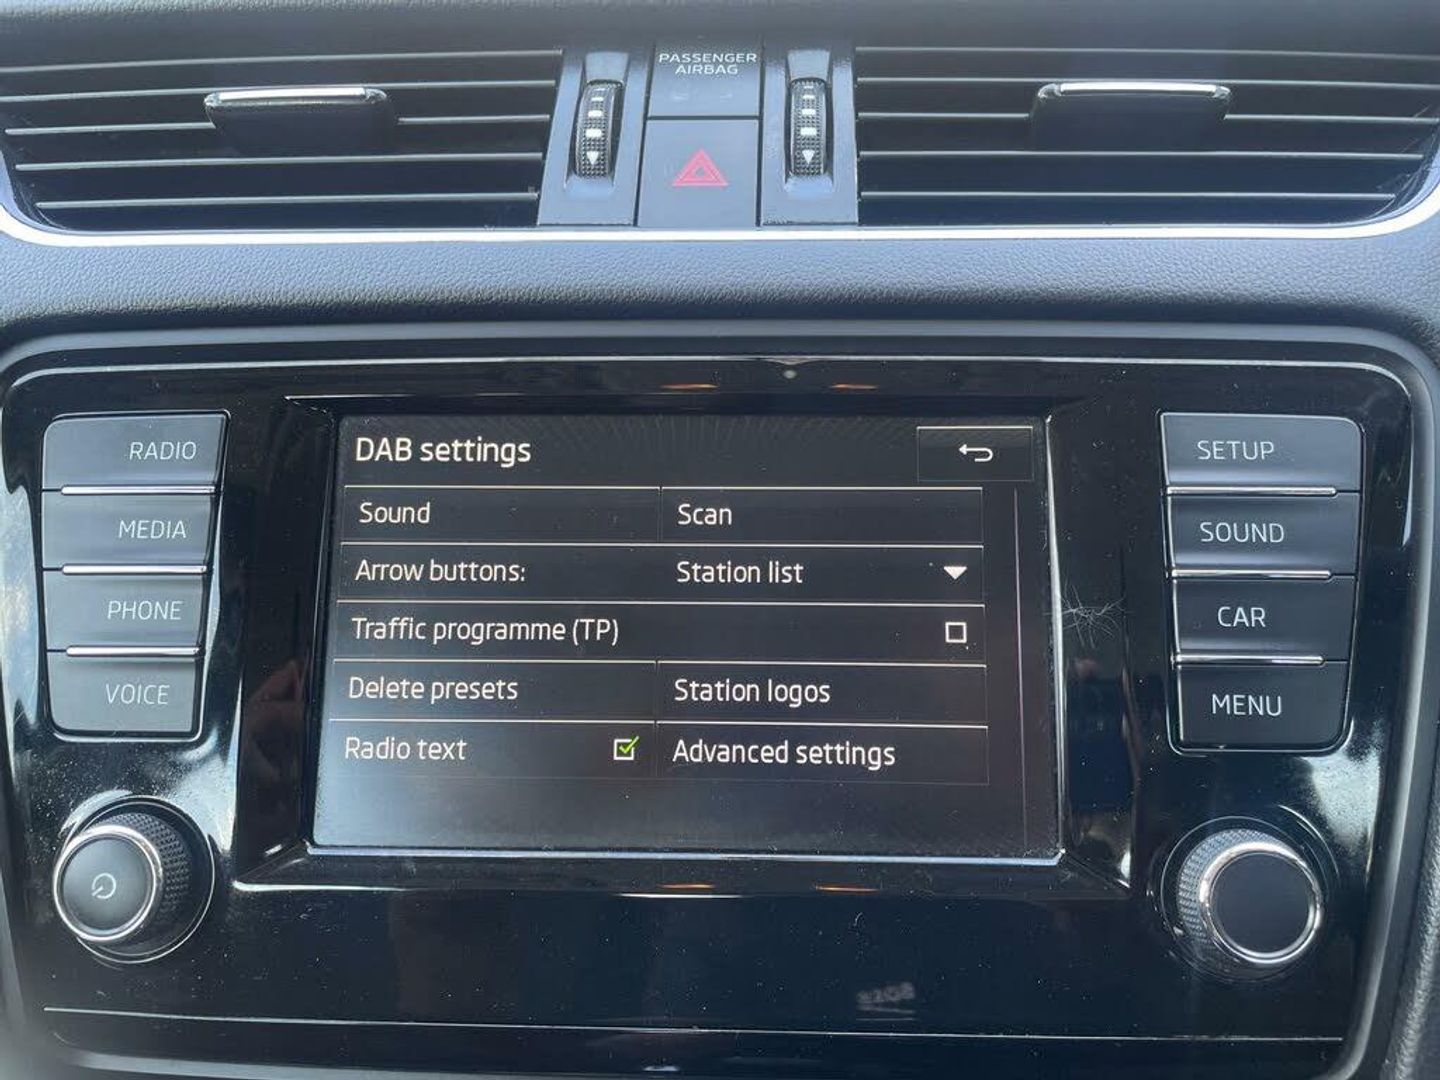 PASSENGER
AIRBAG
RADIO
MEDIA
PHONE
VOICE
DAB settings
Sound Scan
Arrow buttons: Station list
Traffic programme (TP)
Delete presets Station logos
Radio text Advanced settings
SETUP
SOUND
CAR
MENU